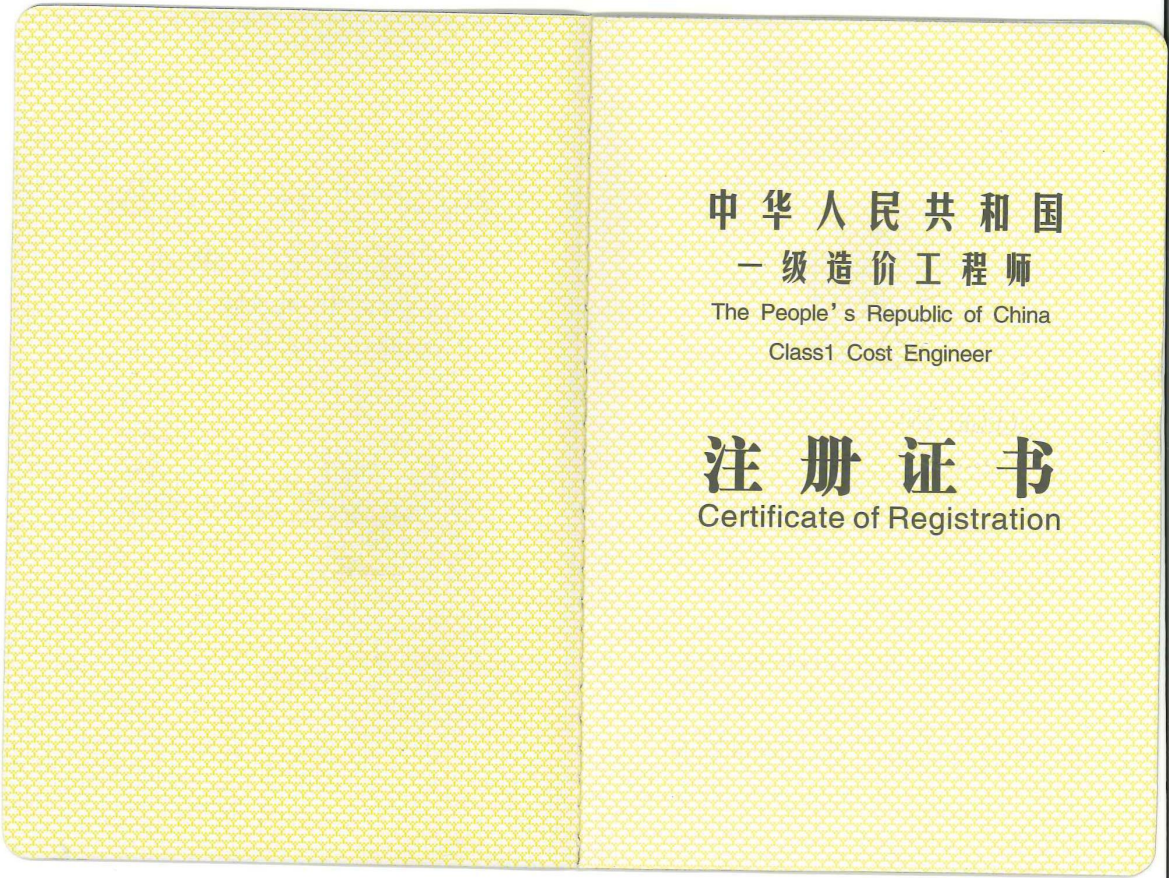 中华人民共和国
一级造价工程师
The People's Republic of China
Class1 Cost Engineer
注册证书
Certificate of Registration